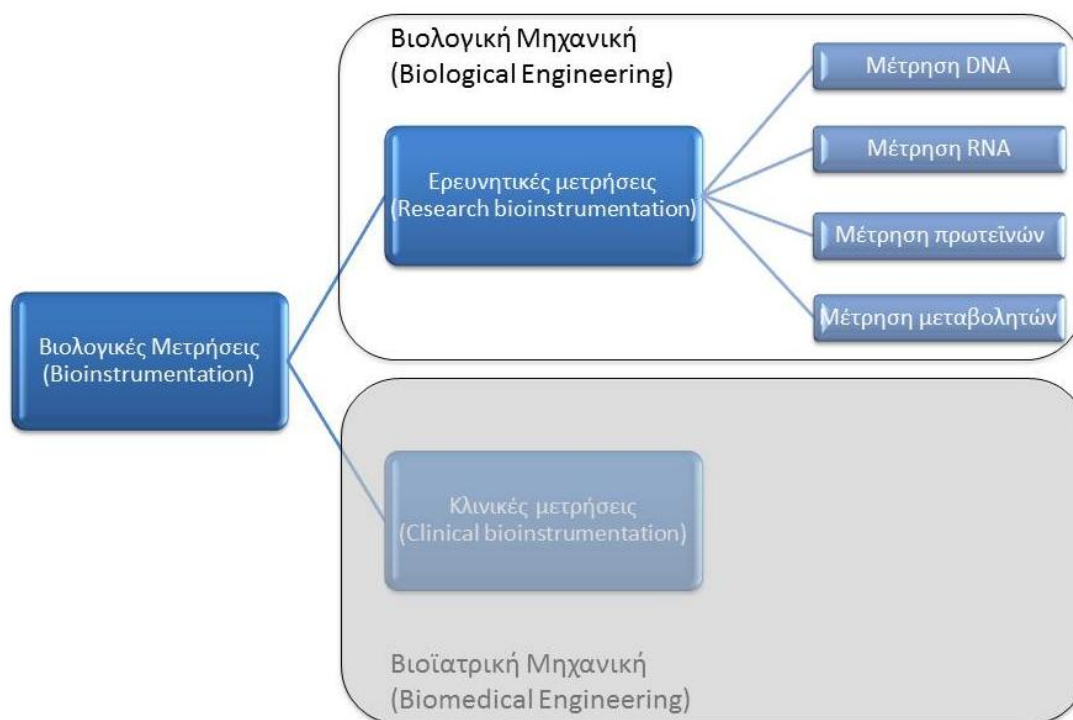 Βιολογική Μηχανική
(Biological Engineering)
Μέτρηση DNA
Ερευνητικές μετρήσεις
(Research bioinstrumentation)
Μέτρηση RNA
Μέτρηση πρωτεϊνών
Μέτρηση μεταβολητών
Βιολογικές Μετρήσεις
(Bioinstrumentation)
Κλινικές μετρήσεις
(Clinical bioinstrumentation)
Βιοϊατρική Μηχανική
(Biomedical Engineering)